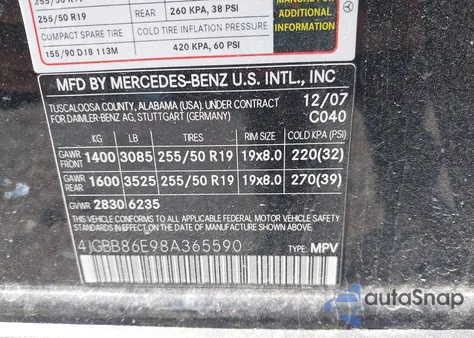 255/50 R19
255/50 R19 REAR 260 KPA, 38 PSI
COMPACT SPARE TIRE COLD TIRE INFLATION PRESSURE
155/90 D18 113M 420 KPA, 60 PSI
ADDITIONAL
INFORMATION
MFD BY MERCEDES-BENZ U.S. INTL., INC
TUSCALOOSA COUNTY, ALABAMA (USA), UNDER CONTRACT 12/07
FOR DAIMLER-BENZ AG, STUTTGART (GERMANY) C040
KG LB TIRES RIM SIZE COLD KPA (PSI)
GAWR FRONT 1400 3085 255/50 R19 19x8.0 220(32)
GAWR REAR 1600 3525 255/50 R19 19x8.0 270(39)
GVWR 2830 6235
THIS VEHICLE CONFORMS TO ALL APPLICABLE FEDERAL MOTOR VEHICLE SAFETY
STANDARDS IN EFFECT ON THE DATE OF MANUFACTURE SHOWN ABOVE.
4JGBB86E98A365590 TYPE: MPV
autoSnap